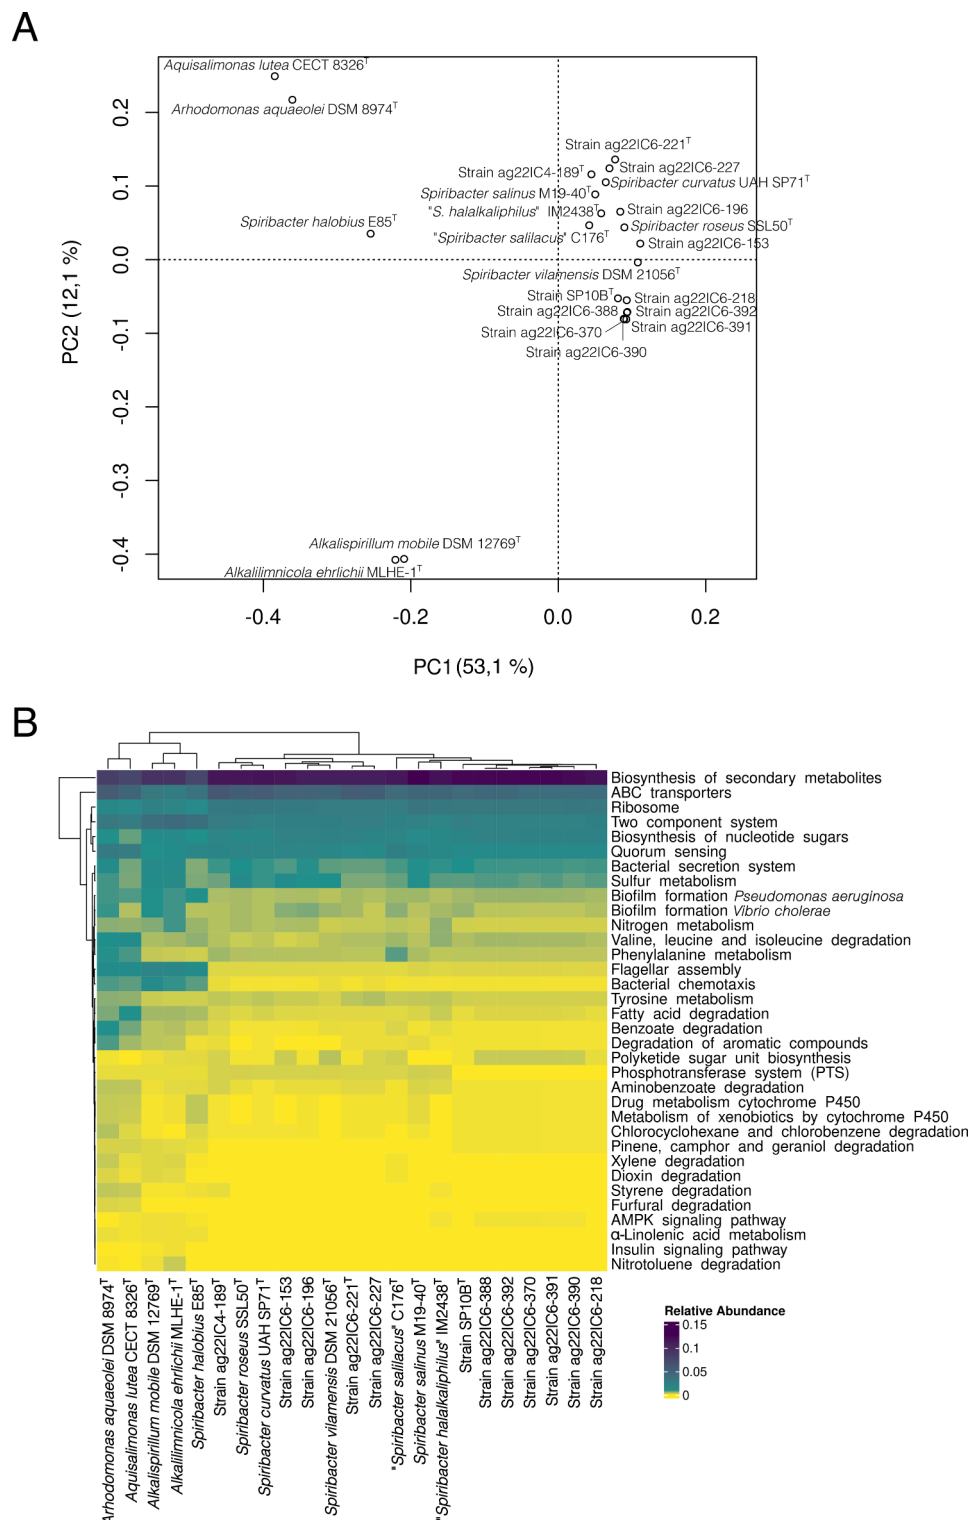 A
Aquisalimonas lutea CECT 8326T
Arhodomonas aquaeolei DSM 8974T
Strain ag22IC6-221T
Strain ag22IC4-189T
Strain ag22IC6-227
Spiribacter curvatus UAH SP71T
Spiribacter salinus M19-40T
"S. halalkaliphilus" IM2438T
Strain ag22IC6-196
Spiribacter halobius E85T
Spiribacter roseus SSL50T
"Spiribacter salilacus" C176T
Strain ag22IC6-153
Spiribacter vilamensis DSM 21056T
Strain SP10BT
Strain ag22IC6-218
Strain ag22IC6-388
Strain ag22IC6-392
Strain ag22IC6-370
Strain ag22IC6-391
Strain ag22IC6-390
Alkalispirillum mobile DSM 12769T
Alkalilimnicola ehrlichii MLHE-1T
0.2
0.1
0.0
-0.1
-0.2
-0.3
-0.4
PC2 (12,1 %)
-0.4 -0.2 0.0 0.2
PC1 (53,1 %)
B
Biosynthesis of secondary metabolites
ABC transporters
Ribosome
Two component system
Biosynthesis of nucleotide sugars
Quorum sensing
Bacterial secretion system
Sulfur metabolism
Biofilm formation Pseudomonas aeruginosa
Biofilm formation Vibrio cholerae
Nitrogen metabolism
Valine, leucine and isoleucine degradation
Phenylalanine metabolism
Flagellar assembly
Bacterial chemotaxis
Tyrosine metabolism
Fatty acid degradation
Benzoate degradation
Degradation of aromatic compounds
Polyketide sugar unit biosynthesis
Phosphotransferase system (PTS)
Aminobenzoate degradation
Drug metabolism cytochrome P450
Metabolism of xenobiotics by cytochrome P450
Chlorocyclohexane and chlorobenzene degradation
Pinene, camphor and geraniol degradation
Xylene degradation
Dioxin degradation
Styrene degradation
Furfural degradation
AMPK signaling pathway
α-Linolenic acid metabolism
Insulin signaling pathway
Nitrotoluene degradation
Arhodomonas aquaeolei DSM 8974T
Aquisalimonas lutea CECT 8326T
Alkalispirillum mobile DSM 12769T
Alkalilimnicola ehrlichii MLHE-1T
Spiribacter halobius E85T
Strain ag22IC4-189T
Spiribacter roseus SSL50T
Spiribacter curvatus UAH SP71T
Strain ag22IC6-153
Strain ag22IC6-196
Spiribacter vilamensis DSM 21056T
Strain ag22IC6-221T
Strain ag22IC6-227
"Spiribacter salilacus" C176T
Spiribacter salinus M19-40T
"Spiribacter halalkaliphilus" IM2438T
Strain SP10BT
Strain ag22IC6-388
Strain ag22IC6-392
Strain ag22IC6-370
Strain ag22IC6-391
Strain ag22IC6-390
Strain ag22IC6-218
Relative Abundance
0.15
0.1
0.05
0